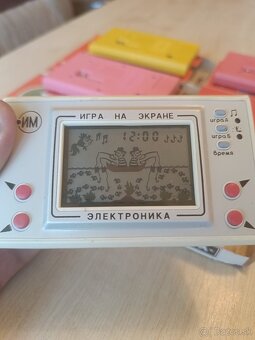 ИМ
ИГРА НА ЭКРАНЕ
игра А
игра Б
время
12:00
ЭЛЕКТРОНИКА